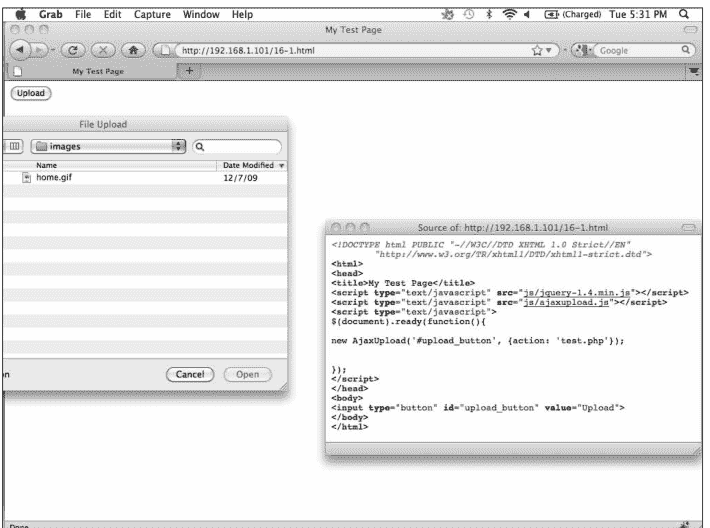 Grab File Edit Capture Window Help (Charged) Tue 5:31 PM
My Test Page
http://192.168.1.101/16-1.html Google
My Test Page +
Upload
File Upload
images
Name Date Modified
home.gif 12/7/09
Cancel Open
Source of: http://192.168.1.101/16-1.html
<!DOCTYPE html PUBLIC "-//W3C//DTD XHTML 1.0 Strict//EN"
"http://www.w3.org/TR/xhtml1/DTD/xhtml1-strict.dtd">
<html>
<head>
<title>My Test Page</title>
<script type="text/javascript" src="js/jquery-1.4.min.js"></script>
<script type="text/javascript" src="js/ajaxupload.js"></script>
<script type="text/javascript">
$(document).ready(function(){
new AjaxUpload('#upload_button', {action: 'test.php'});
});
</script>
</head>
<body>
<input type="button" id="upload_button" value="Upload">
</body>
</html>
Done